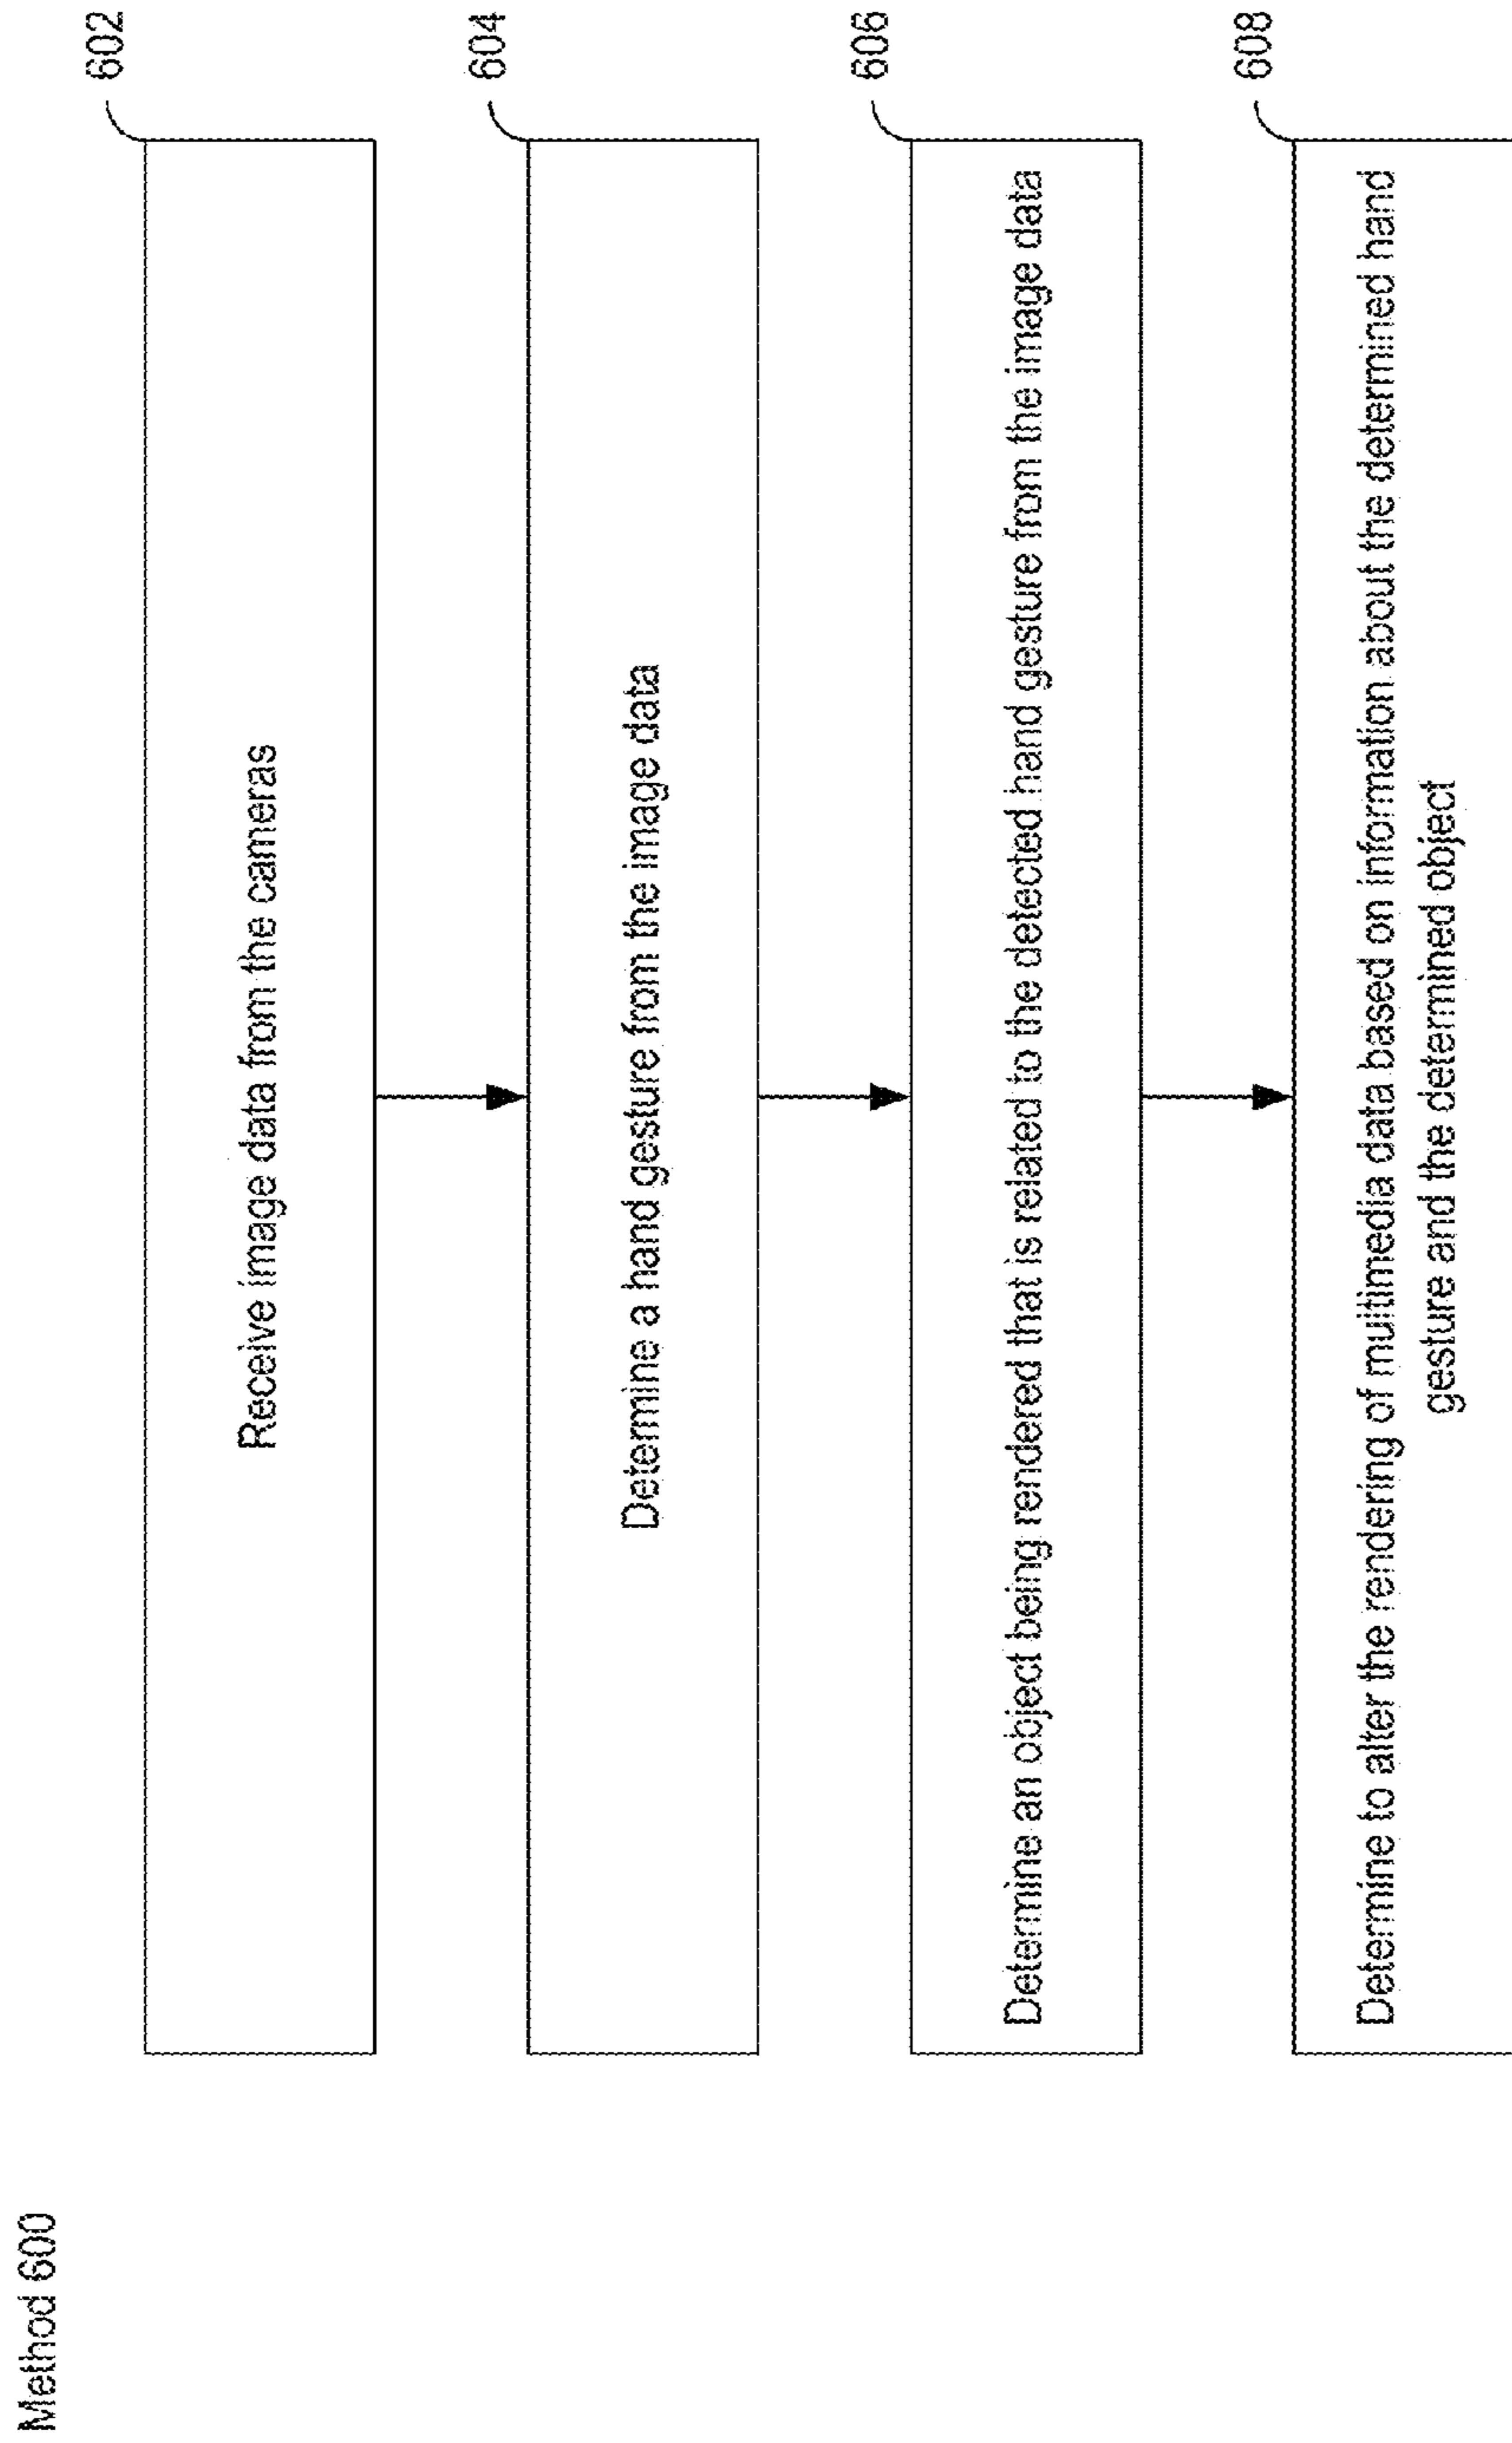 Method 600
602
Receive image data from the cameras
604
Determine a hand gesture from the image data
606
Determine an object being rendered that is related to the detected hand gesture from the image data
608
Determine to alter the rendering of multimedia data based on information about the determined hand
gesture and the determined object